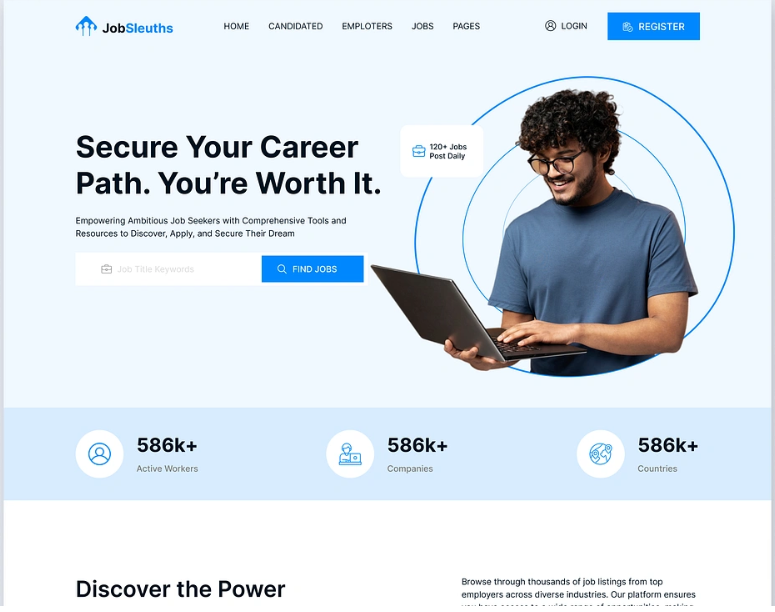 JobSleuths
HOME
CANDIDATED
EMPLOTERS
JOBS
PAGES
LOGIN
REGISTER
120+ Jobs
Post Daily
Secure Your Career
Path. You’re Worth It.
Empowering Ambitious Job Seekers with Comprehensive Tools and
Resources to Discover, Apply, and Secure Their Dream
Job Title Keywords
FIND JOBS
586k+
Active Workers
586k+
Companies
586k+
Countries
Discover the Power
Browse through thousands of job listings from top
employers across diverse industries. Our platform ensures